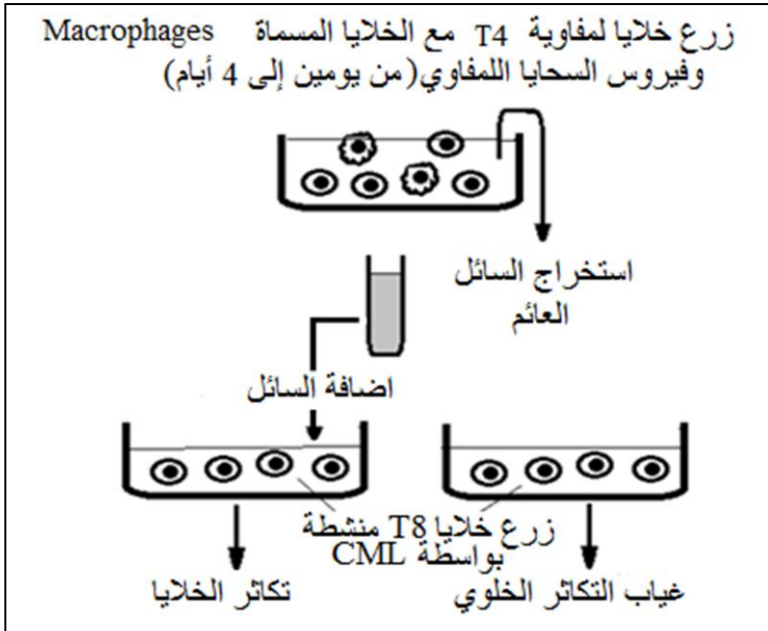 زرع خلايا لمفاوية T4 مع الخلايا المسماة Macrophages
وفيروس السحايا اللمفاوي(من يومين إلى 4 أيام)
استخراج السائل
العائم
اضافة السائل
زرع خلايا T8 منشطة
بواسطة CML
تكاثر الخلايا
غياب التكاثر الخلوي